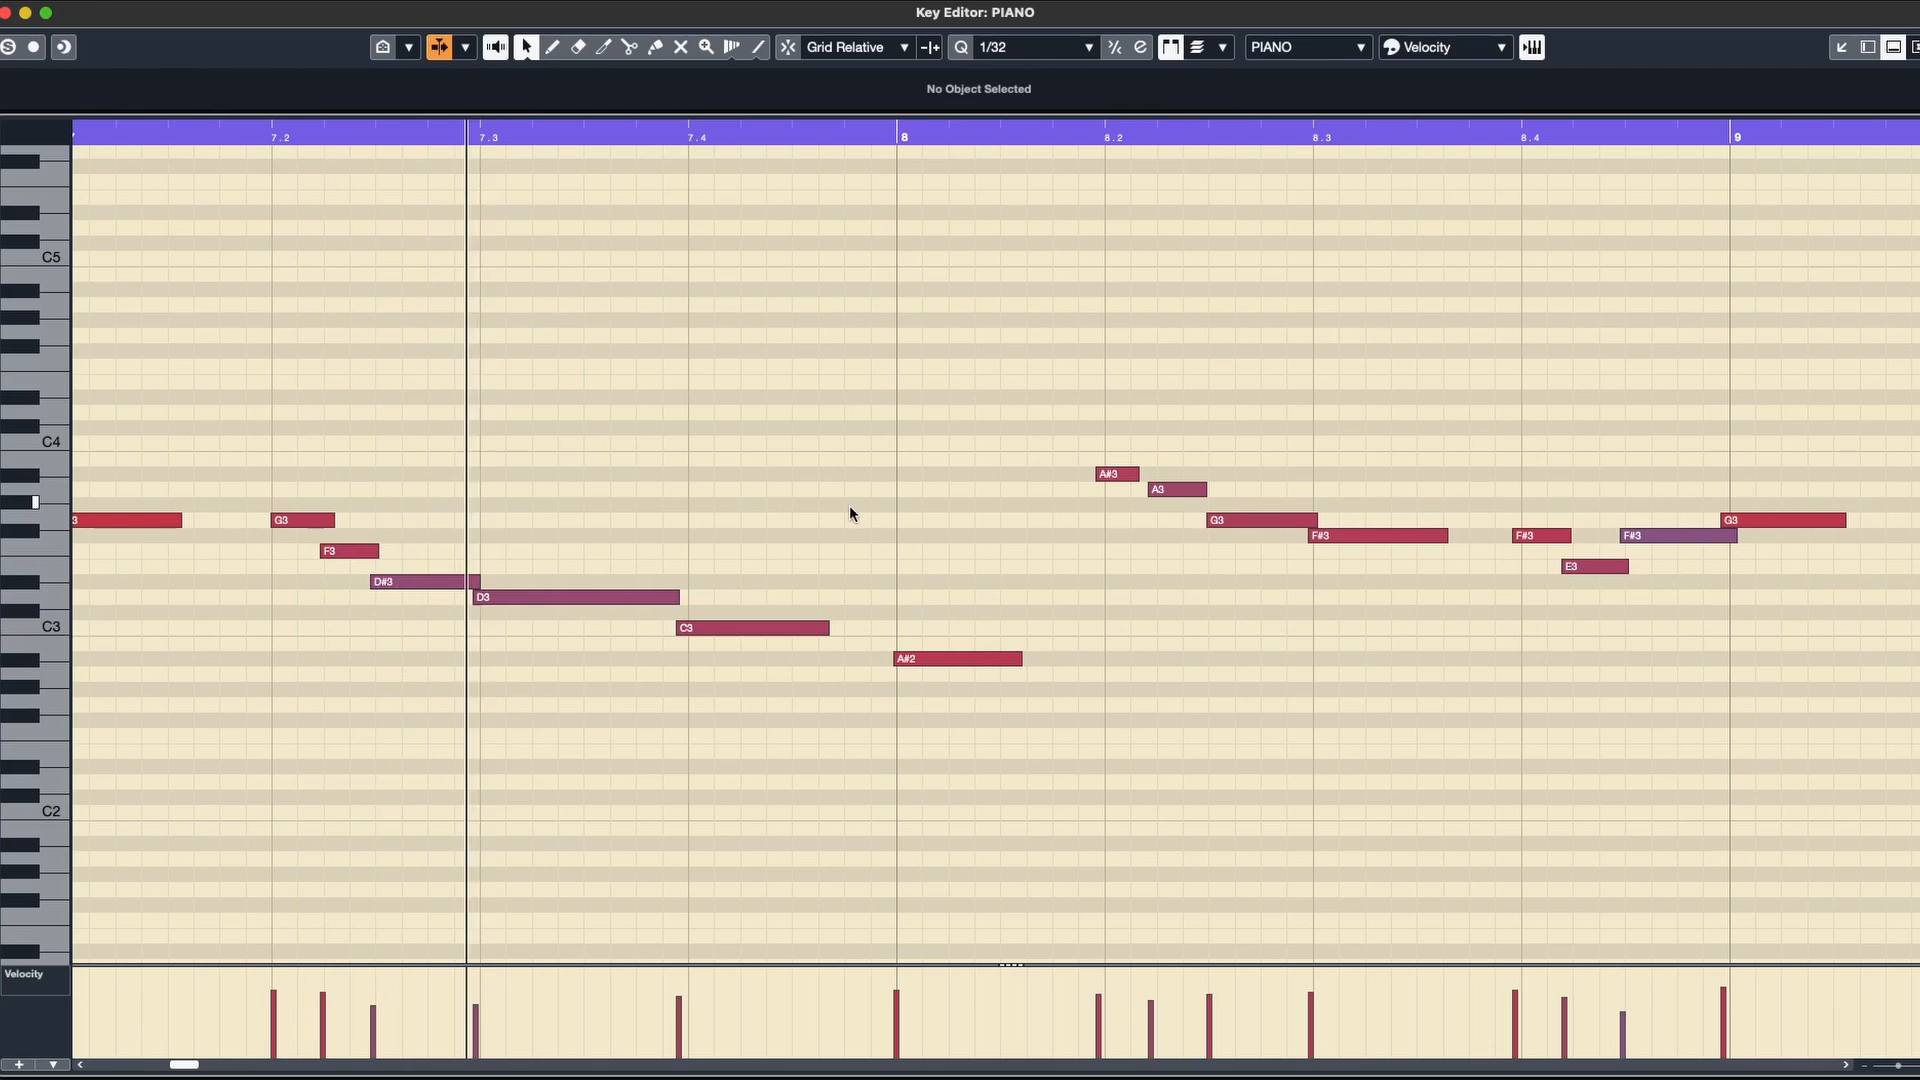 Key Editor: PIANO
S
Grid Relative
Q
1/32
PIANO
Velocity
No Object Selected
7.2
7.3
7.4
8
8.2
8.3
8.4
9
C5
C4
A#3
A3
3
G3
G3
G3
F#3
F#3
F#3
F3
E3
D#3
D3
C3
C3
A#2
C2
Velocity